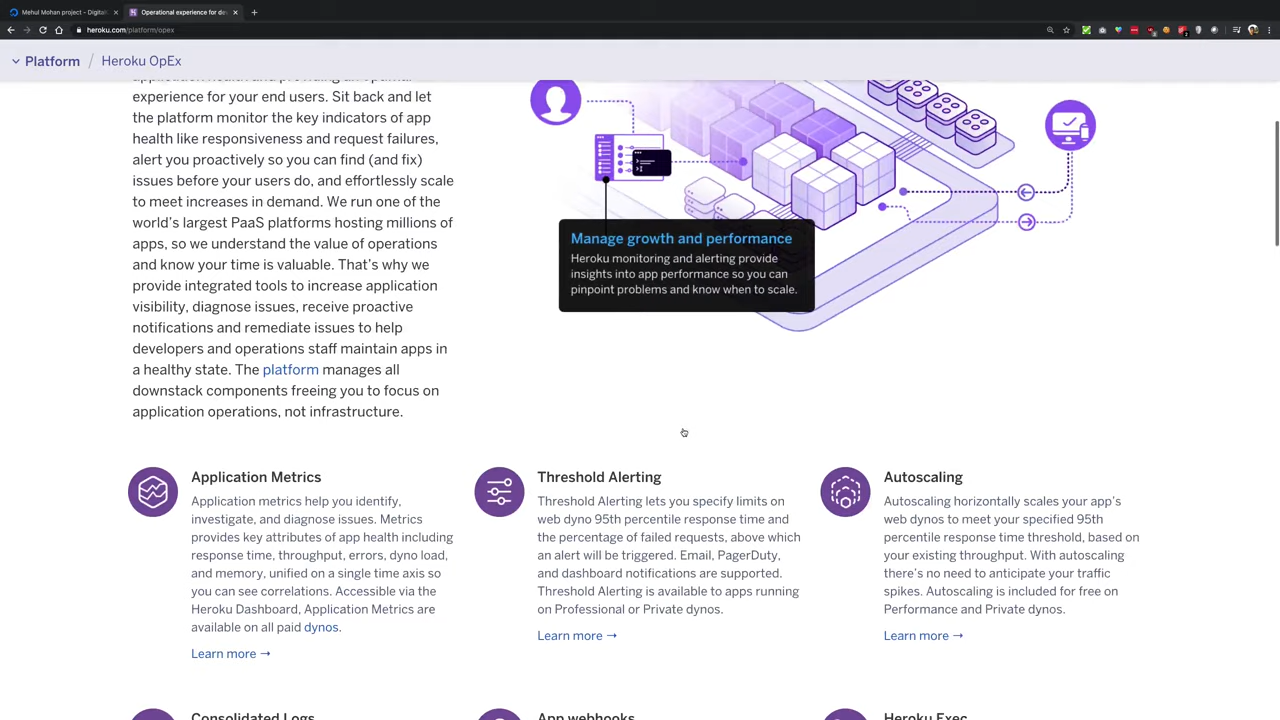 Mehul Mohan project – Digital
Operational experience for dev
heroku.com/platform/opex
Platform / Heroku OpEx
application health and providing an optimal
experience for your end users. Sit back and let
the platform monitor the key indicators of app
health like responsiveness and request failures,
alert you proactively so you can find (and fix)
issues before your users do, and effortlessly scale
to meet increases in demand. We run one of the
world's largest PaaS platforms hosting millions of
apps, so we understand the value of operations
and know your time is valuable. That's why we
provide integrated tools to increase application
visibility, diagnose issues, receive proactive
notifications and remediate issues to help
developers and operations staff maintain apps in
a healthy state. The platform manages all
downstack components freeing you to focus on
application operations, not infrastructure.
Manage growth and performance
Heroku monitoring and alerting provide
insights into app performance so you can
pinpoint problems and know when to scale.
Application Metrics
Application metrics help you identify,
investigate, and diagnose issues. Metrics
provides key attributes of app health including
response time, throughput, errors, dyno load,
and memory, unified on a single time axis so
you can see correlations. Accessible via the
Heroku Dashboard, Application Metrics are
available on all paid dynos.
Learn more →
Threshold Alerting
Threshold Alerting lets you specify limits on
web dyno 95th percentile response time and
the percentage of failed requests, above which
an alert will be triggered. Email, PagerDuty,
and dashboard notifications are supported.
Threshold Alerting is available to apps running
on Professional or Private dynos.
Learn more →
Autoscaling
Autoscaling horizontally scales your app's
web dynos to meet your specified 95th
percentile response time threshold, based on
your existing throughput. With autoscaling
there's no need to anticipate your traffic
spikes. Autoscaling is included for free on
Performance and Private dynos.
Learn more →
Consolidated Logs
App webhooks
Heroku Exec